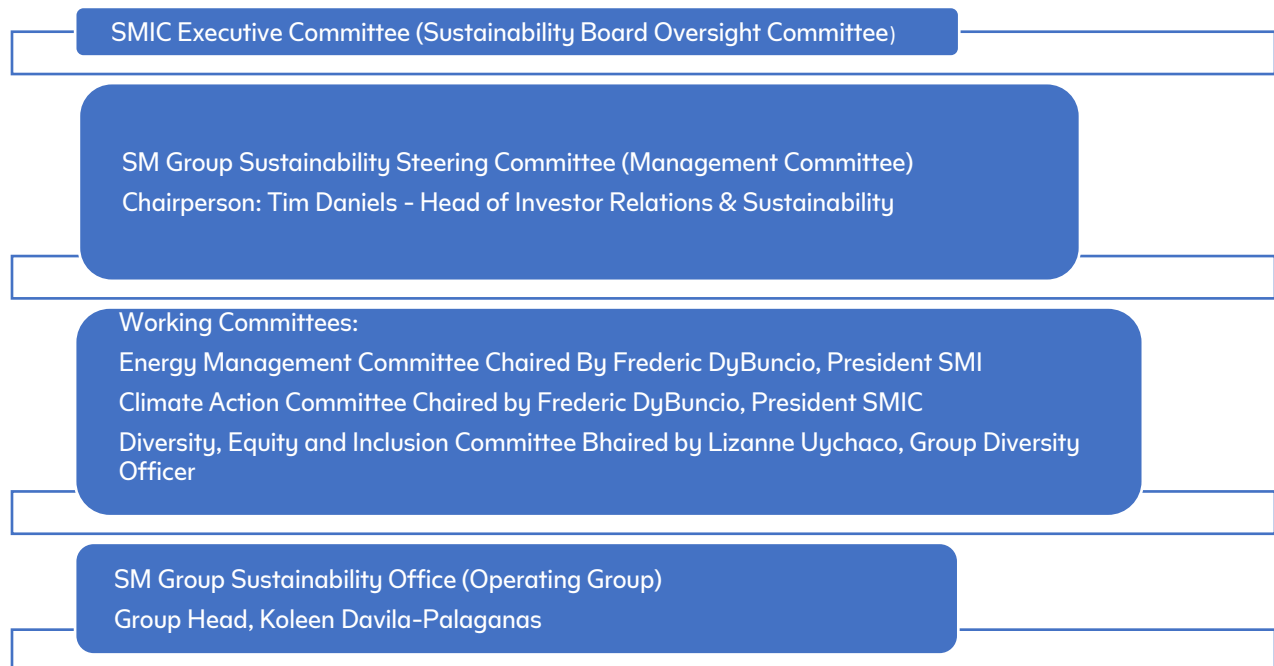 SMIC Executive Committee (Sustainability Board Oversight Committee)
SM Group Sustainability Steering Committee (Management Committee)
Chairperson: Tim Daniels - Head of Investor Relations & Sustainability
Working Committees:
Energy Management Committee Chaired By Frederic DyBuncio, President SMI
Climate Action Committee Chaired by Frederic DyBuncio, President SMIC
Diversity, Equity and Inclusion Committee Bhaired by Lizanne Uychaco, Group Diversity
Officer
SM Group Sustainability Office (Operating Group)
Group Head, Koleen Davila-Palaganas